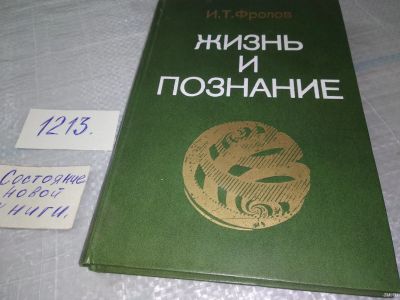 И.Т.Фролов
ЖИЗНЬ
И
ПОЗНАНИЕ
1213.
Состояние
новой
книги.